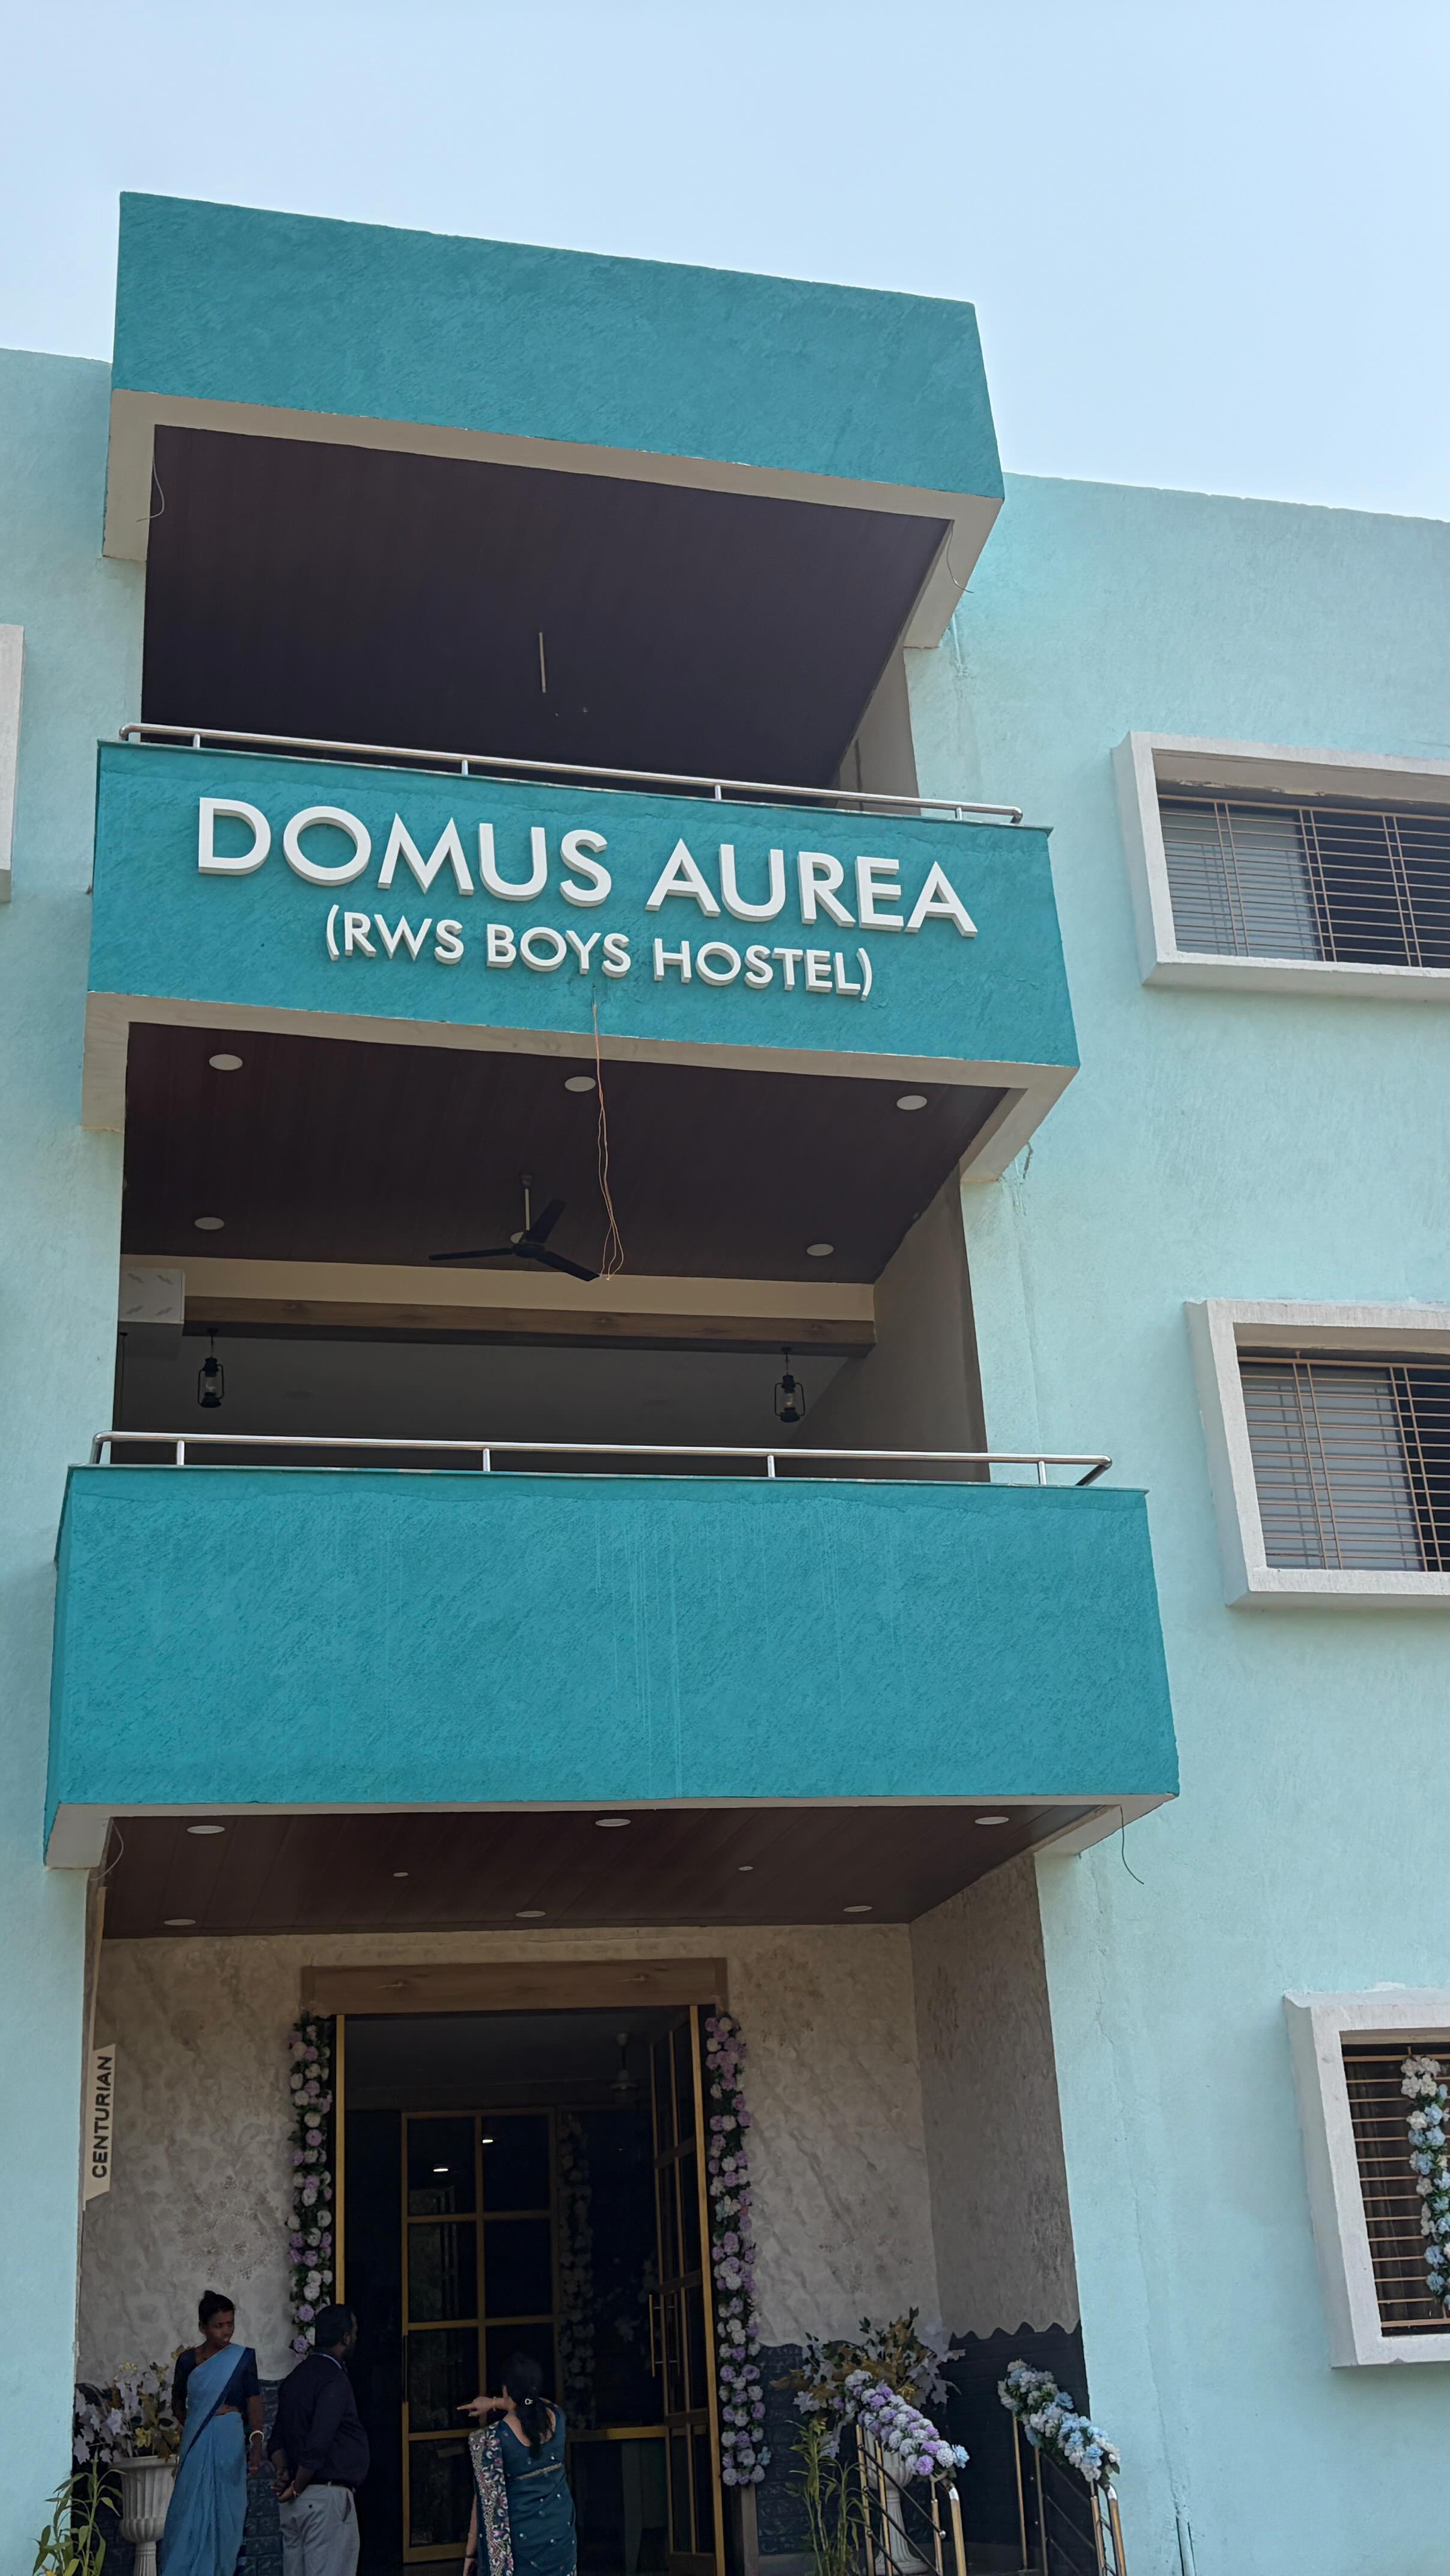 DOMUS AUREA
(RWS BOYS HOSTEL)
CENTURIAN